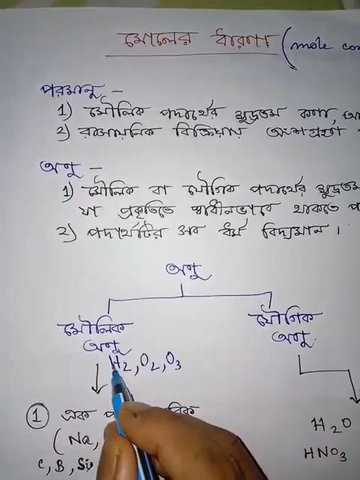 মোলের ধারণা (mole
পরমাণু -
1) মৌলিক পদার্থের ক্ষুদ্রতম কণা,
2) রাসায়নিক বিক্রিয়ায় অংশগ্রহণ
অণু -
1) মৌলিক বা যৌগিক পদার্থের ক্ষুদ্রতম
যা প্রকৃতিতে স্বাধীনভাবে থাকতে
2) পদার্থটির সব ধর্ম বিদ্যমান।
অণু
মৌলিক অণু
H2, O2, O3
যৌগিক অণু
1 এক
(Na,
C, B, Si
H2O
HNO3